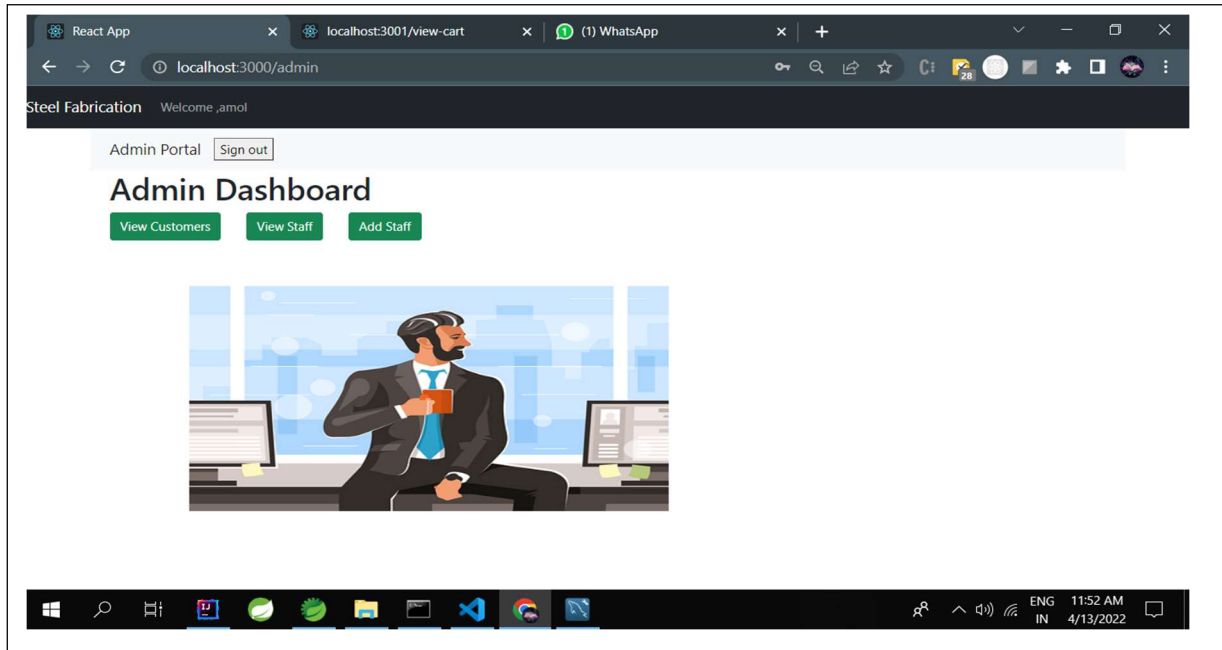 React App
localhost:3001/view-cart
(1) WhatsApp
localhost:3000/admin
28
Steel Fabrication Welcome ,amol
Admin Portal Sign out
Admin Dashboard
View Customers View Staff Add Staff
ENG 11:52 AM
IN 4/13/2022